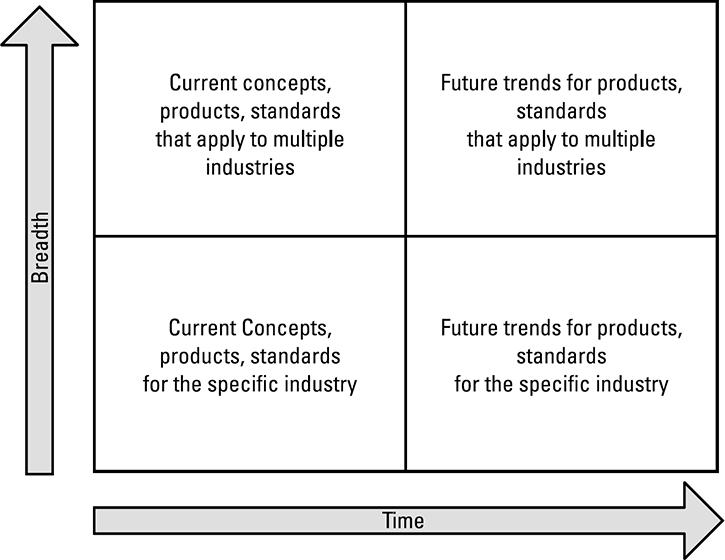 Current concepts,
products, standards
that apply to multiple
industries
Future trends for products,
standards
that apply to multiple
industries
Breadth
Current Concepts,
products, standards
for the specific industry
Future trends for products,
standards
for the specific industry
Time